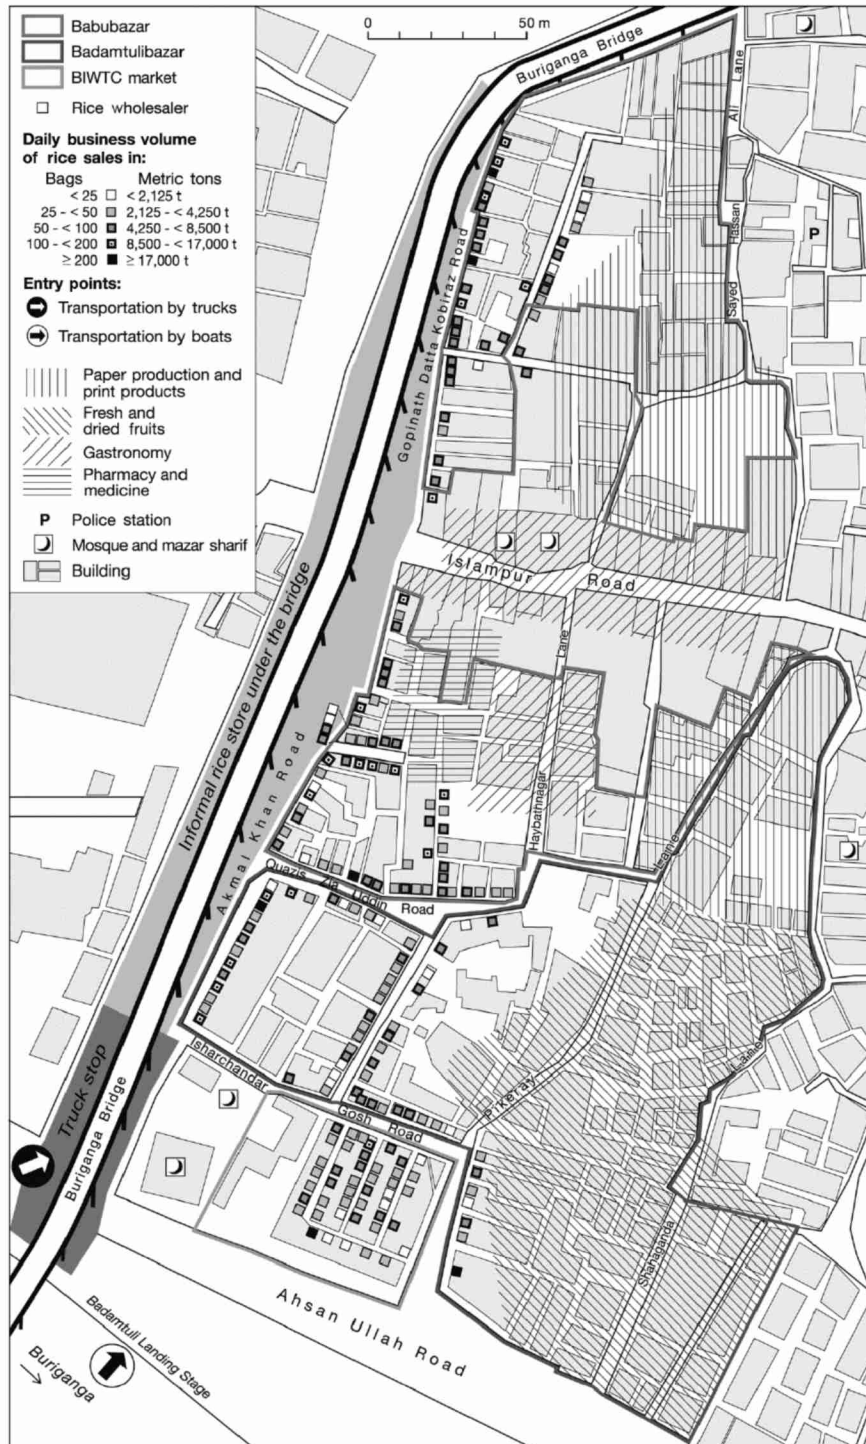 0 50 m
Babubazar
Badamtulibazar
BIWTC market
Rice wholesaler
Daily business volume
of rice sales in:
Bags Metric tons
< 25 < 2,125 t
25 - < 50 2,125 - < 4,250 t
50 - < 100 4,250 - < 8,500 t
100 - < 200 8,500 - < 17,000 t
≥ 200 ≥ 17,000 t
Entry points:
Transportation by trucks
Transportation by boats
Paper production and
print products
Fresh and
dried fruits
Gastronomy
Pharmacy and
medicine
P Police station
Mosque and mazar sharif
Building
Buriganga Bridge
Sayed Hassan Ali Lane
P
Gopinath Datta Kobiraz Road
Islampur Road
Informal rice store under the bridge
Akmal Khan Road
Haybathnagar Lane
Quazis Zia Uddin Road
Pikeray Lane
Isharchandar
Gosh Road
Truck stop
Buriganga Bridge
Shahaganda Lane
Ahsan Ullah Road
Badamtuli Landing Stage
Buriganga